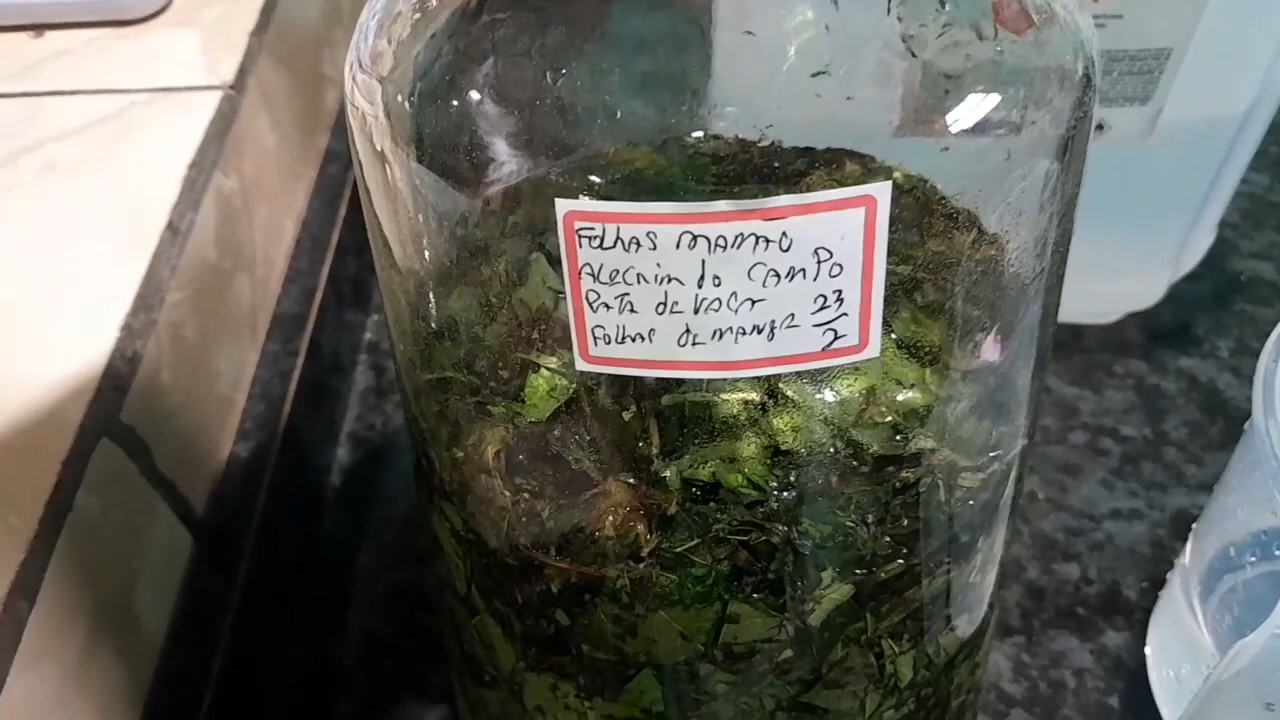 FOLHAS MAMAO
ALECRIM do CAMPO
PATA DE VACA 23/2
FOLHAS DE MANGA